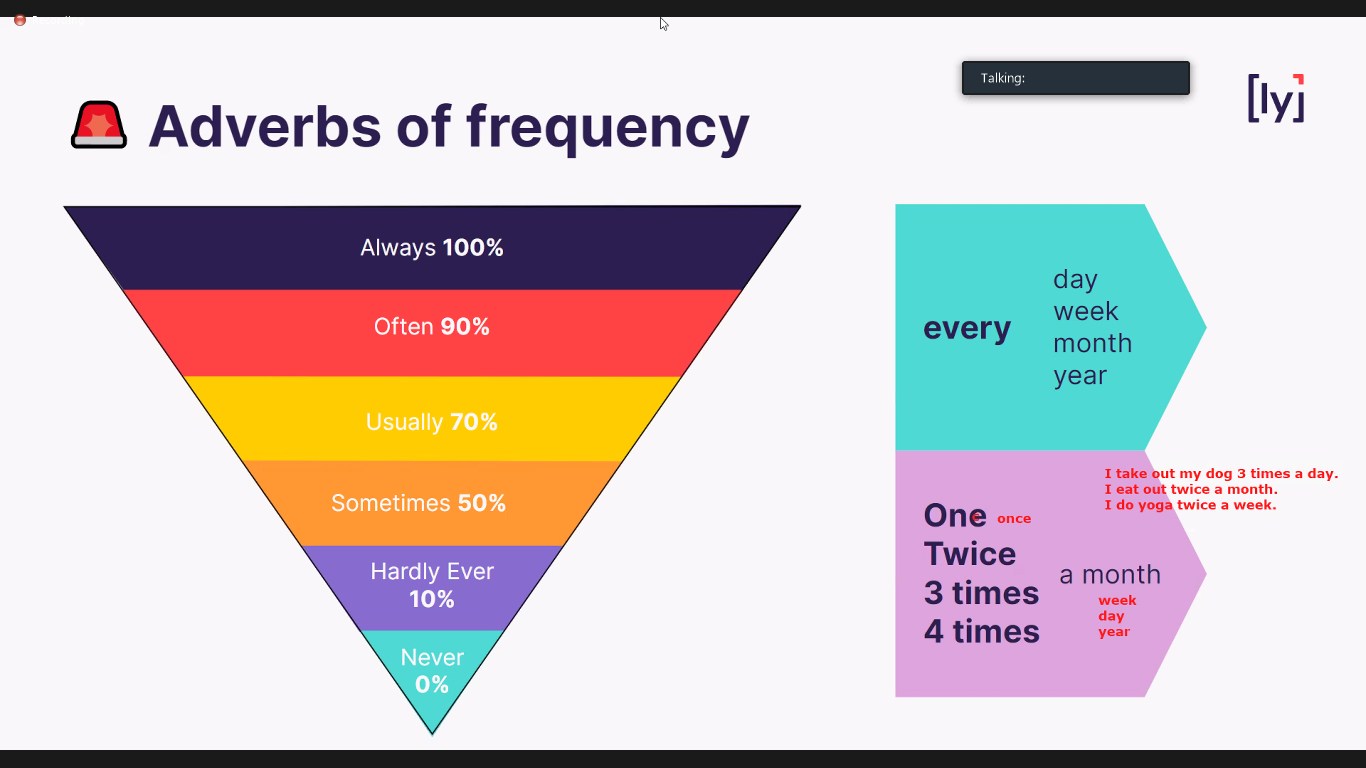 Talking:
[ly]
Adverbs of frequency
Always 100%
Often 90%
Usually 70%
Sometimes 50%
Hardly Ever
10%
Never
0%
every
day
week
month
year
I take out my dog 3 times a day.
I eat out twice a month.
I do yoga twice a week.
One once
Twice
3 times
4 times
a month
week
day
year